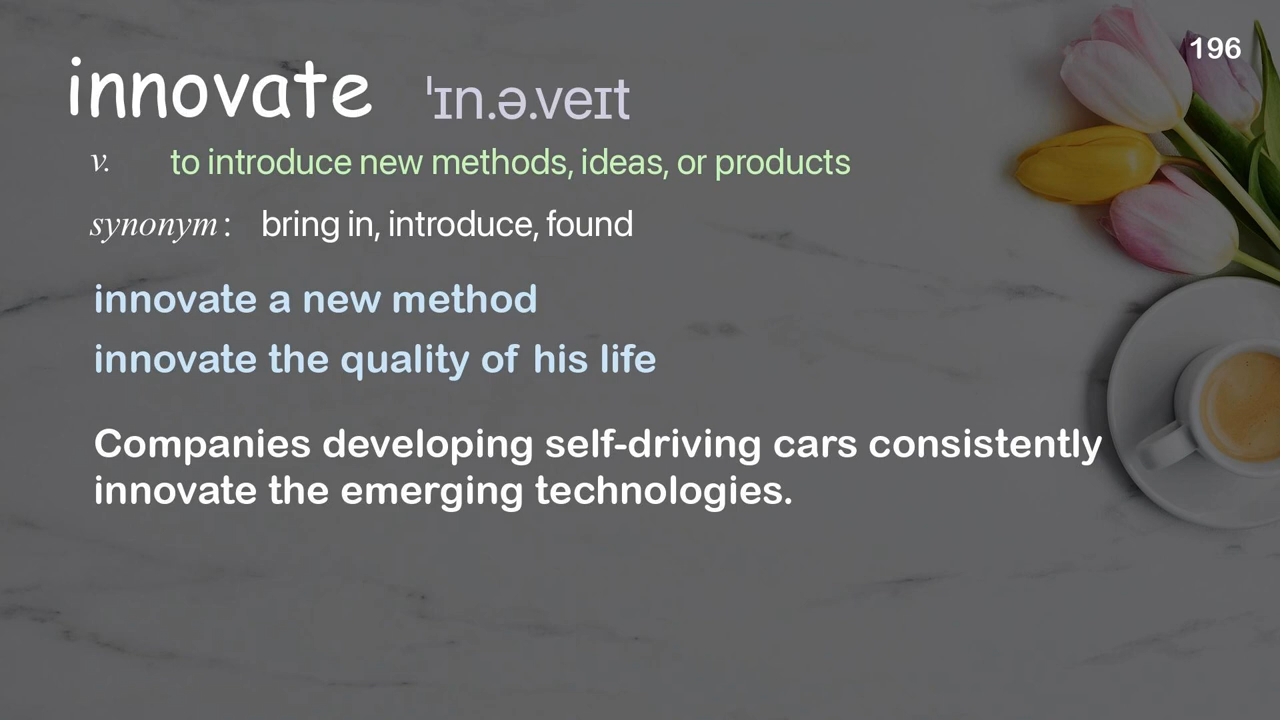 196
innovate ˈɪn.ə.veɪt
v. to introduce new methods, ideas, or products
synonym: bring in, introduce, found
innovate a new method
innovate the quality of his life
Companies developing self-driving cars consistently
innovate the emerging technologies.